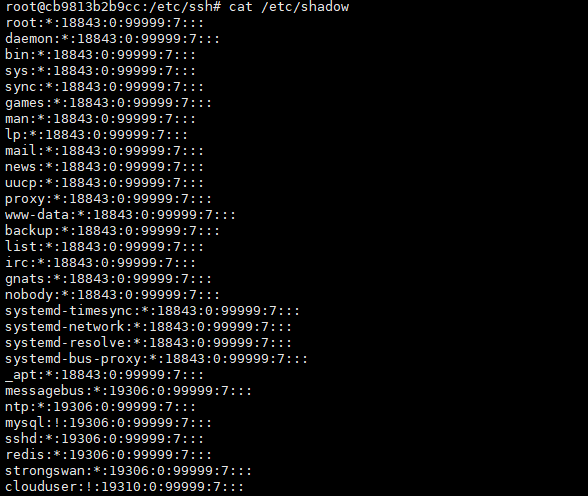 root@cb9813b2b9cc:/etc/ssh# cat /etc/shadow
root:*:18843:0:99999:7:::
daemon:*:18843:0:99999:7:::
bin:*:18843:0:99999:7:::
sys:*:18843:0:99999:7:::
sync:*:18843:0:99999:7:::
games:*:18843:0:99999:7:::
man:*:18843:0:99999:7:::
lp:*:18843:0:99999:7:::
mail:*:18843:0:99999:7:::
news:*:18843:0:99999:7:::
uucp:*:18843:0:99999:7:::
proxy:*:18843:0:99999:7:::
www-data:*:18843:0:99999:7:::
backup:*:18843:0:99999:7:::
list:*:18843:0:99999:7:::
irc:*:18843:0:99999:7:::
gnats:*:18843:0:99999:7:::
nobody:*:18843:0:99999:7:::
systemd-timesync:*:18843:0:99999:7:::
systemd-network:*:18843:0:99999:7:::
systemd-resolve:*:18843:0:99999:7:::
systemd-bus-proxy:*:18843:0:99999:7:::
_apt:*:18843:0:99999:7:::
messagebus:*:19306:0:99999:7:::
ntp:*:19306:0:99999:7:::
mysql:!:19306:0:99999:7:::
sshd:*:19306:0:99999:7:::
redis:*:19306:0:99999:7:::
strongswan:*:19306:0:99999:7:::
clouduser:!:19310:0:99999:7:::